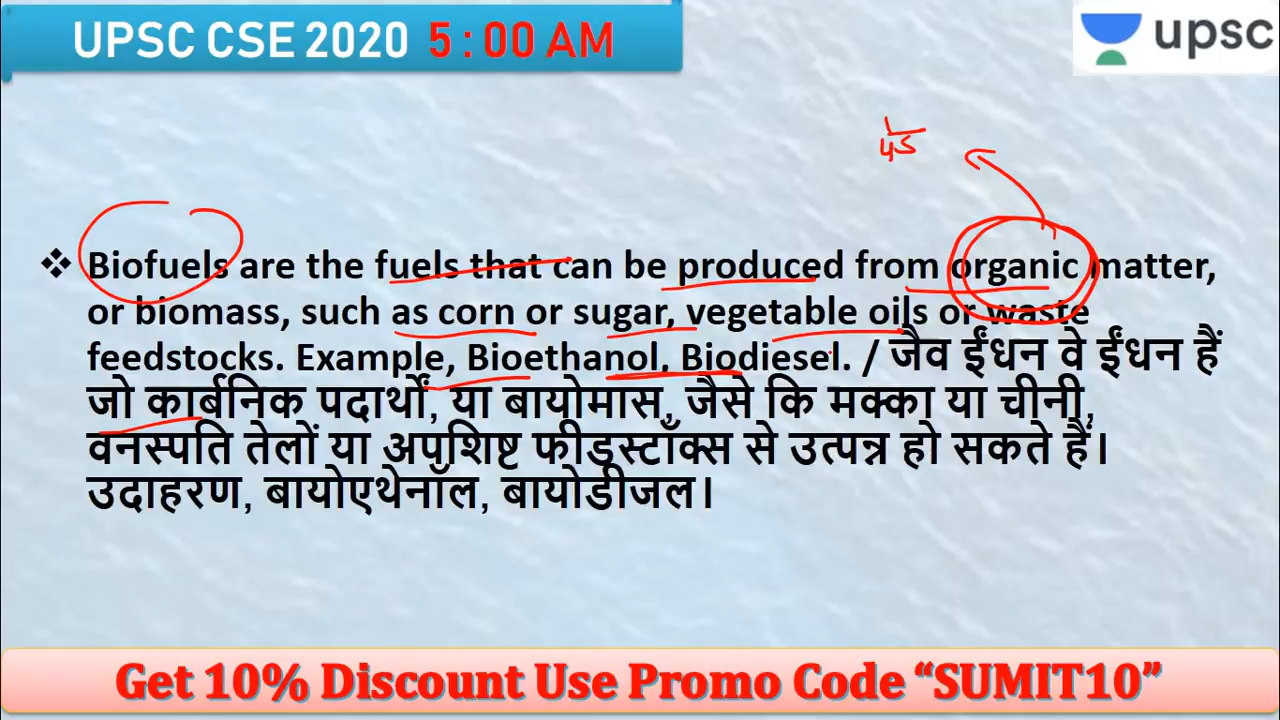 UPSC CSE 2020 5 : 00 AM
upsc
❖ Biofuels are the fuels that can be produced from organic matter,
or biomass, such as corn or sugar, vegetable oils or waste
feedstocks. Example, Bioethanol, Biodiesel. / जैव ईंधन वे ईंधन हैं
जो कार्बनिक पदार्थों, या बायोमास, जैसे कि मक्का या चीनी,
वनस्पति तेलों या अपशिष्ट फीडस्टॉक्स से उत्पन्न हो सकते हैं।
उदाहरण, बायोएथेनॉल, बायोडीजल।
Get 10% Discount Use Promo Code “SUMIT10”